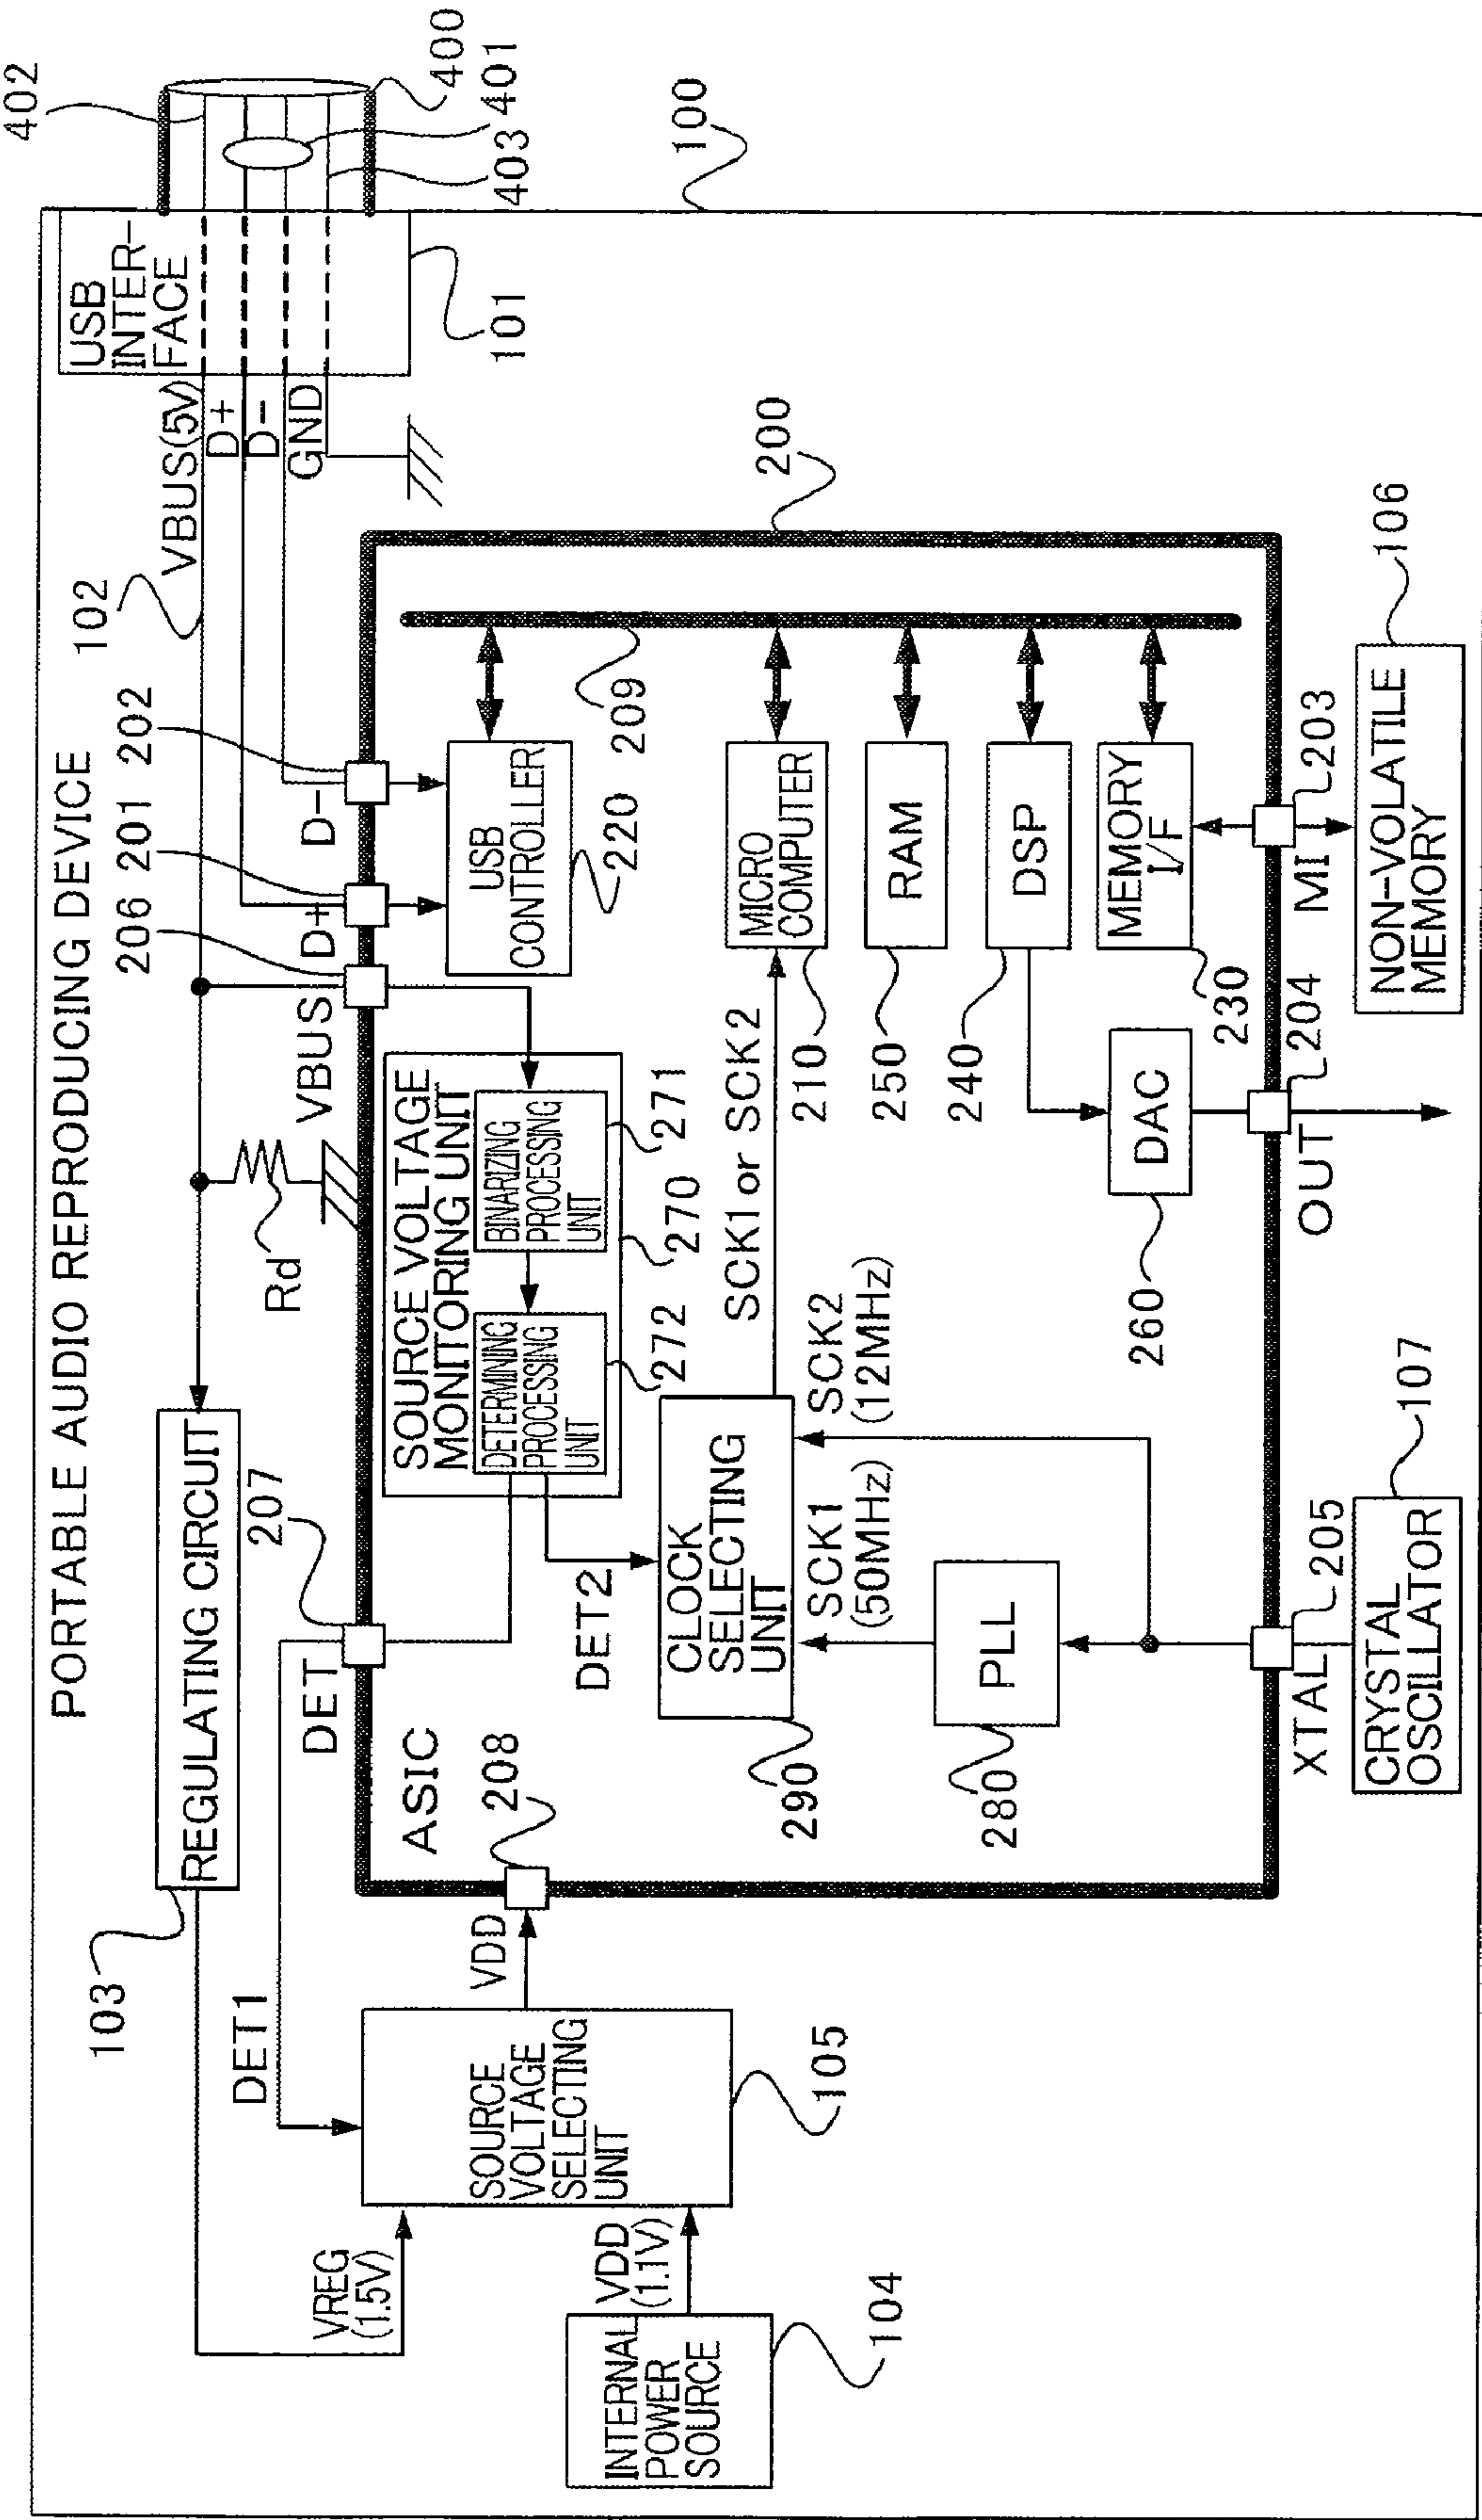 PORTABLE AUDIO REPRODUCING DEVICE
103
REGULATING CIRCUIT
102
VBUS(5V)
D+
D-
GND
USB
INTER-
FACE
101
402
400
401
403
100
DET1
VREG
(1.5V)
INTERNAL
POWER
SOURCE
104
VDD
(1.1V)
SOURCE
VOLTAGE
SELECTING
UNIT
105
VDD
208
DET
207
Rd
VBUS
206
D+
201
D-
202
ASIC
200
SOURCE VOLTAGE
MONITORING UNIT
DETERMINING
PROCESSING
UNIT
272
BINARIZING
PROCESSING
UNIT
271
270
USB
CONTROLLER
220
209
DET2
CLOCK
SELECTING
UNIT
290
SCK1 or SCK2
SCK1
(50MHz)
SCK2
(12MHz)
PLL
280
MICRO
COMPUTER
210
RAM
250
DSP
240
MEMORY
I/F
230
DAC
260
XTAL
205
OUT
204
MI
203
CRYSTAL
OSCILLATOR
107
NON-VOLATILE
MEMORY
106